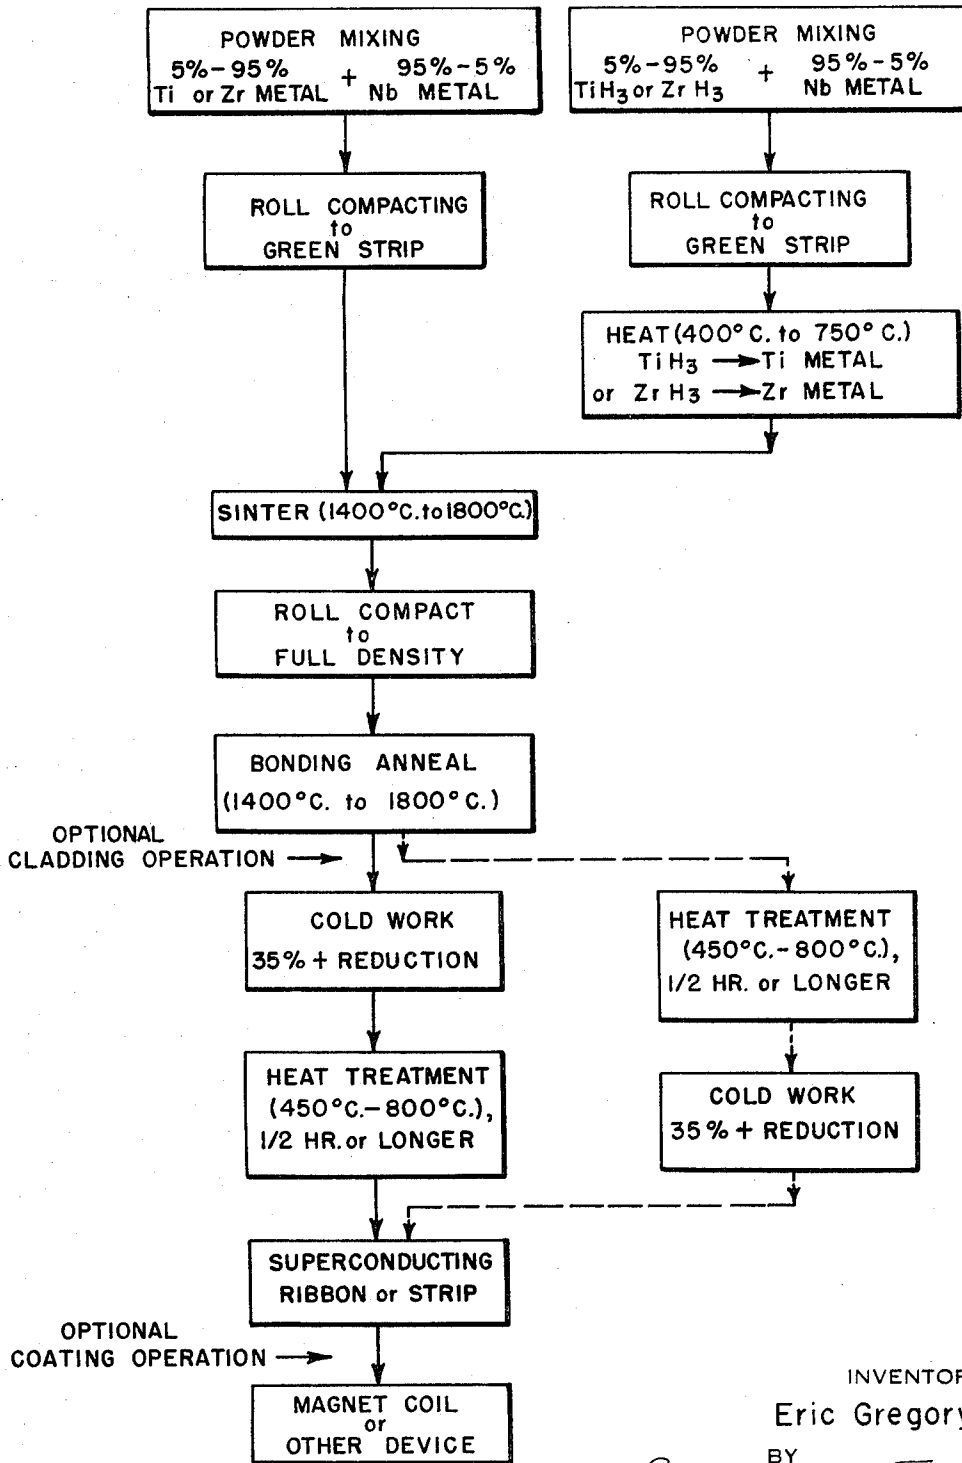 POWDER MIXING
5%-95% + 95%-5%
Ti or Zr METAL Nb METAL
POWDER MIXING
5%-95% + 95%-5%
TiH3 or Zr H3 Nb METAL
ROLL COMPACTING
to
GREEN STRIP
ROLL COMPACTING
to
GREEN STRIP
HEAT (400°C. to 750°C.)
TiH3 → Ti METAL
or ZrH3 → Zr METAL
SINTER (1400°C. to 1800°C.)
ROLL COMPACT
to
FULL DENSITY
BONDING ANNEAL
(1400°C. to 1800°C.)
OPTIONAL
CLADDING OPERATION →
COLD WORK
35% + REDUCTION
HEAT TREATMENT
(450°C.-800°C.),
1/2 HR. or LONGER
HEAT TREATMENT
(450°C.-800°C.),
1/2 HR. or LONGER
COLD WORK
35% + REDUCTION
SUPERCONDUCTING
RIBBON or STRIP
OPTIONAL
COATING OPERATION →
MAGNET COIL
or
OTHER DEVICE
INVENTOR
Eric Gregory
BY